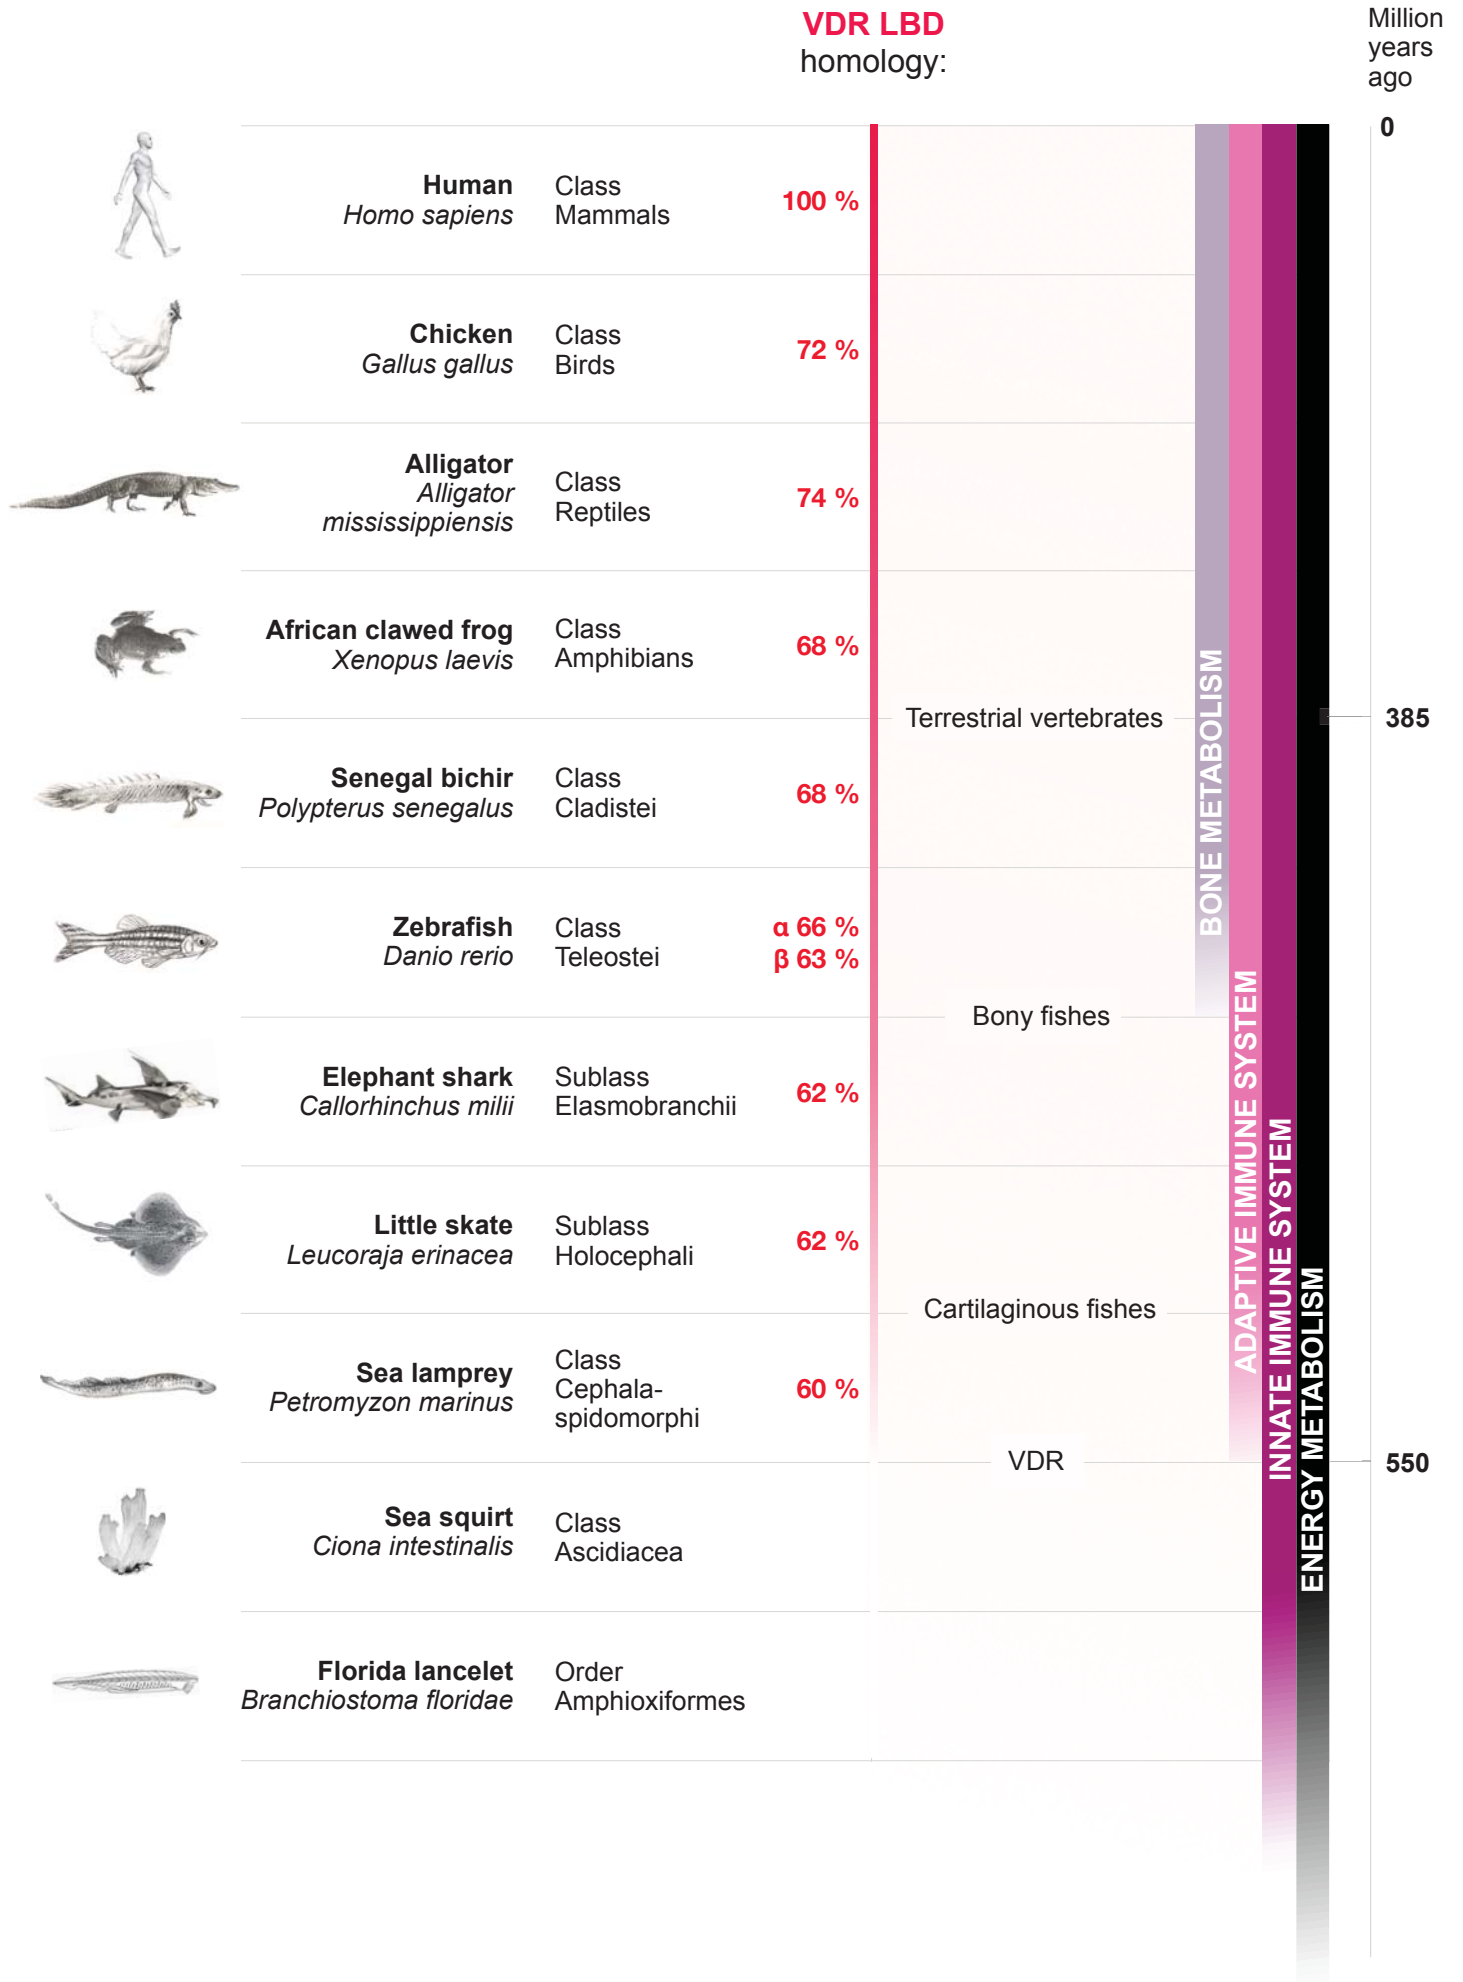 VDR LBD
homology:
Million
years
ago
0
Human
Homo sapiens
Class
Mammals
100 %
Chicken
Gallus gallus
Class
Birds
72 %
Alligator
Alligator
mississippiensis
Class
Reptiles
74 %
African clawed frog
Xenopus laevis
Class
Amphibians
68 %
Terrestrial vertebrates
385
Senegal bichir
Polypterus senegalus
Class
Cladistei
68 %
BONE METABOLISM
Zebrafish
Danio rerio
Class
Teleostei
α 66 %
β 63 %
Bony fishes
Elephant shark
Callorhinchus milii
Sublass
Elasmobranchii
62 %
ADAPTIVE IMMUNE SYSTEM
Little skate
Leucoraja erinacea
Sublass
Holocephali
62 %
INNATE IMMUNE SYSTEM
Cartilaginous fishes
ENERGY METABOLISM
Sea lamprey
Petromyzon marinus
Class
Cephala-
spidomorphi
60 %
VDR
550
Sea squirt
Ciona intestinalis
Class
Ascidiacea
Florida lancelet
Branchiostoma floridae
Order
Amphioxiformes